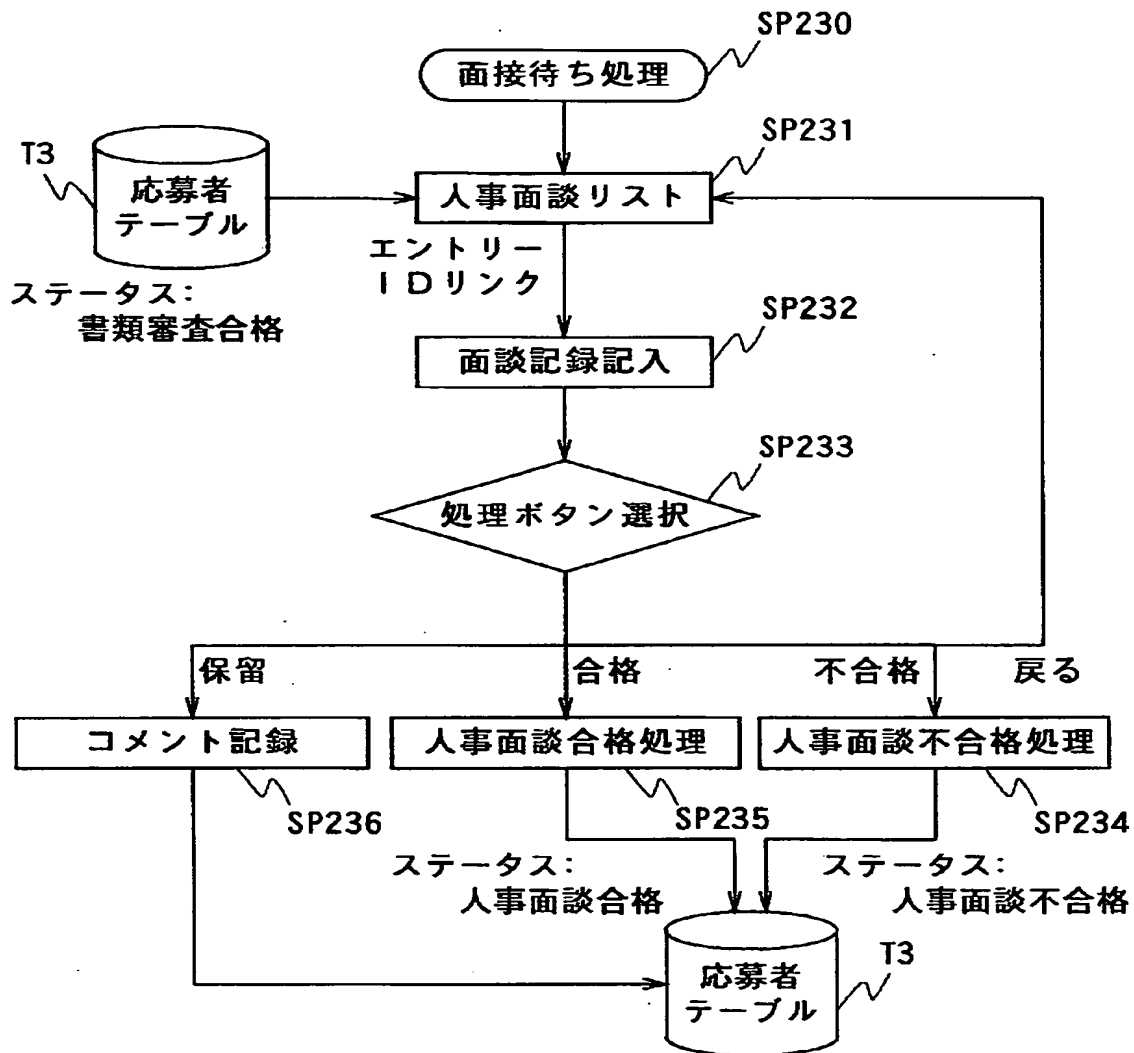 SP230
面接待ち処理
SP231
T3
応募者
テーブル
人事面談リスト
エントリー
IDリンク
ステータス:
書類審査合格
SP232
面談記録記入
SP233
処理ボタン選択
保留
合格
不合格
戻る
コメント記録
人事面談合格処理
人事面談不合格処理
SP236
SP235
SP234
ステータス:
人事面談合格
ステータス:
人事面談不合格
T3
応募者
テーブル